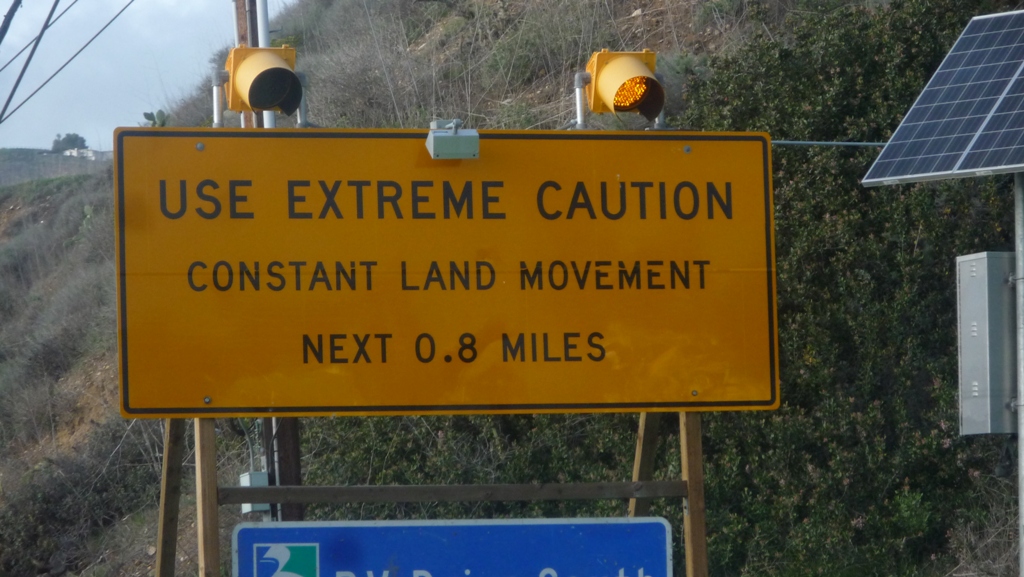 USE EXTREME CAUTION
CONSTANT LAND MOVEMENT
NEXT 0.8 MILES